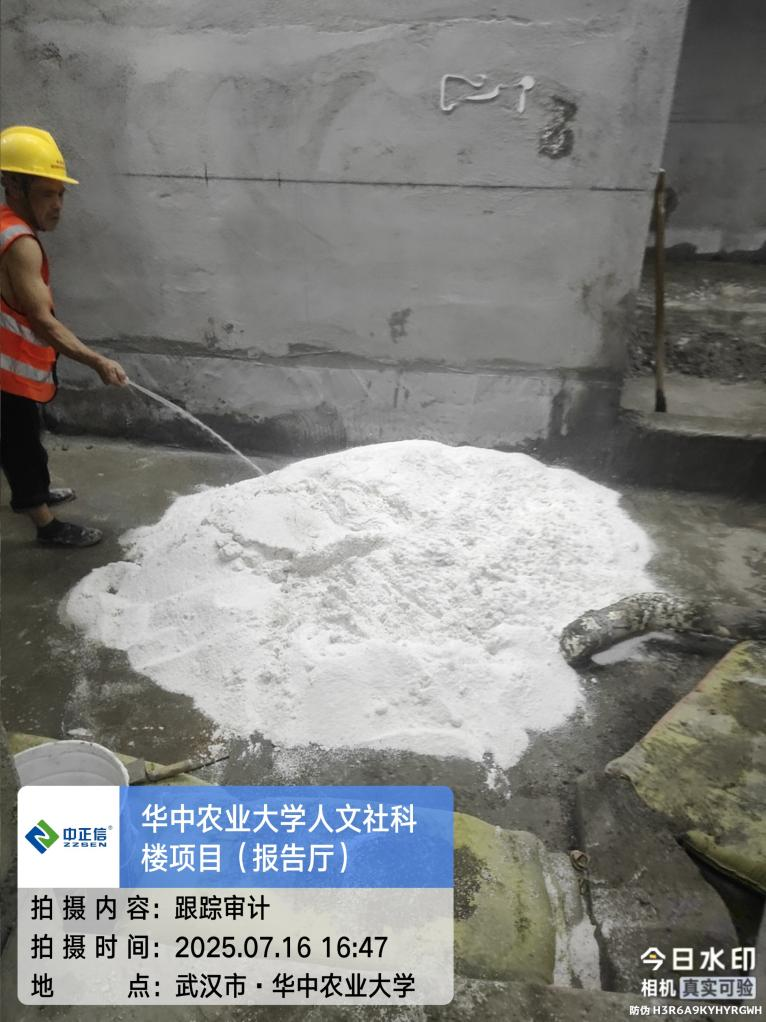 中正信®
ZZSEN
华中农业大学人文社科
楼项目（报告厅）
拍摄内容：跟踪审计
拍摄时间：2025.07.16 16:47
地点：武汉市·华中农业大学
今日水印
相机 真实可验
防伪 H3R6A9KYHYRGWH